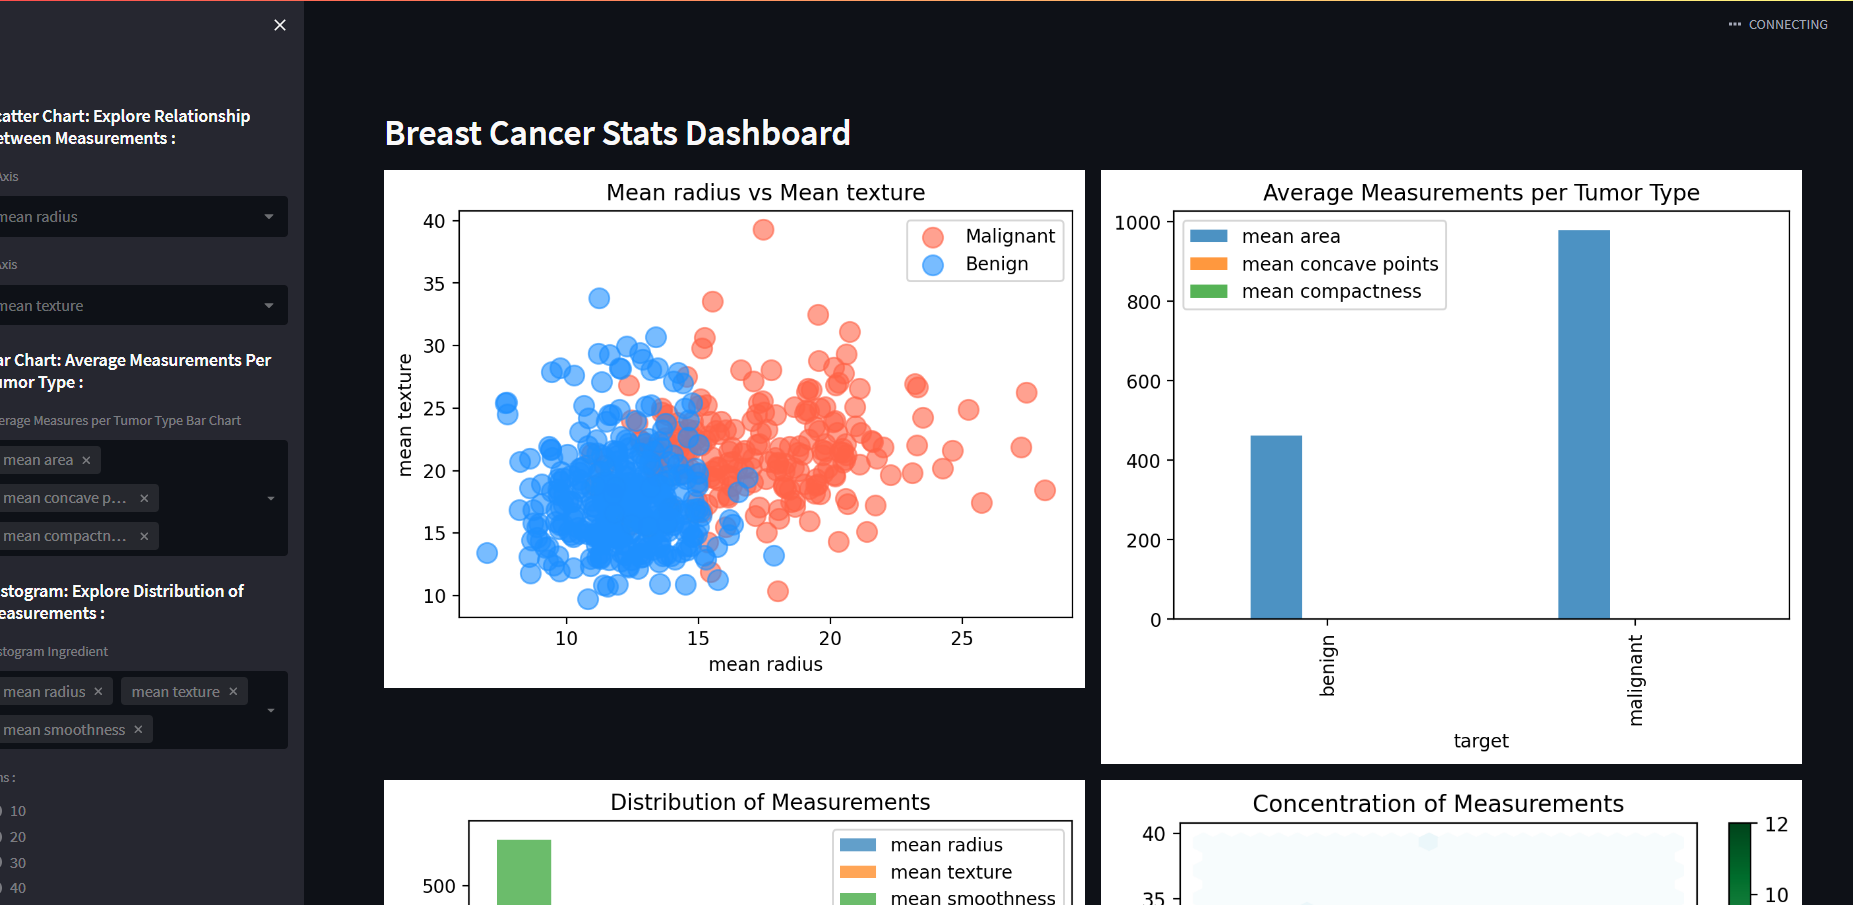 CONNECTING
catter Chart: Explore Relationship
etween Measurements :
Axis
mean radius
Axis
mean texture
ar Chart: Average Measurements Per
umor Type :
erage Measures per Tumor Type Bar Chart
mean area
mean concave p...
mean compactn...
stogram: Explore Distribution of
easurements :
stogram Ingredient
mean radius mean texture
mean smoothness
ns :
10
20
30
40
Breast Cancer Stats Dashboard
Mean radius vs Mean texture
Malignant
Benign
40
35
30
25
20
15
10
mean texture
10 15 20 25
mean radius
Average Measurements per Tumor Type
mean area
mean concave points
mean compactness
1000
800
600
400
200
0
benign
malignant
target
Distribution of Measurements
mean radius
mean texture
mean smoothness
500
Concentration of Measurements
40
35
12
10